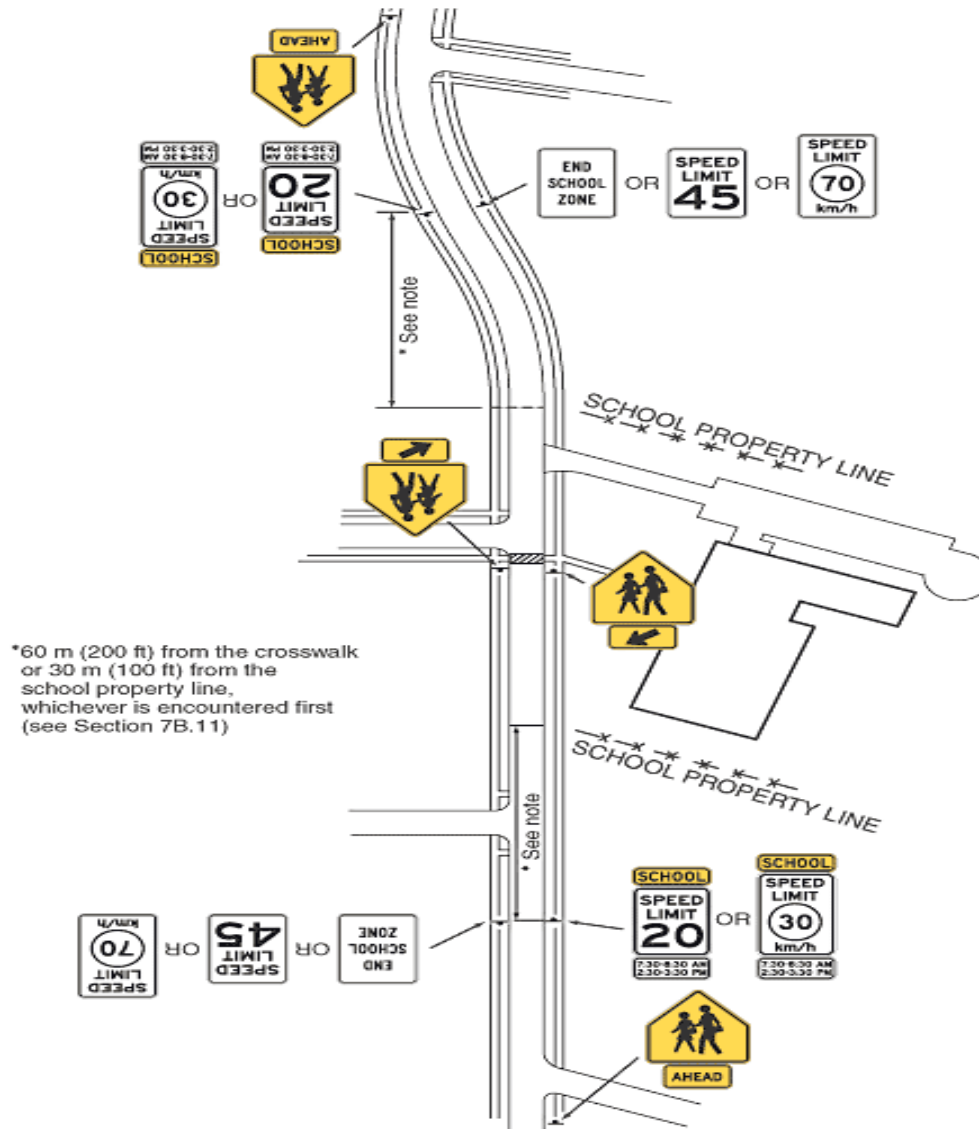 AHEAD
SCHOOL
SPEED
LIMIT
30
km/h
7:30-8:30 AM
2:30-3:30 PM
OR
SCHOOL
SPEED
LIMIT
20
7:30-8:30 AM
2:30-3:30 PM
END
SCHOOL
ZONE
OR
SPEED
LIMIT
45
OR
SPEED
LIMIT
70
km/h
* See note
SCHOOL PROPERTY LINE
*60 m (200 ft) from the crosswalk
or 30 m (100 ft) from the
school property line,
whichever is encountered first
(see Section 7B.11)
SCHOOL PROPERTY LINE
* See note
SPEED
LIMIT
70
km/h
OR
SPEED
LIMIT
45
OR
END
SCHOOL
ZONE
SCHOOL
SPEED
LIMIT
20
7:30-8:30 AM
2:30-3:30 PM
OR
SCHOOL
SPEED
LIMIT
30
km/h
7:30-8:30 AM
2:30-3:30 PM
AHEAD